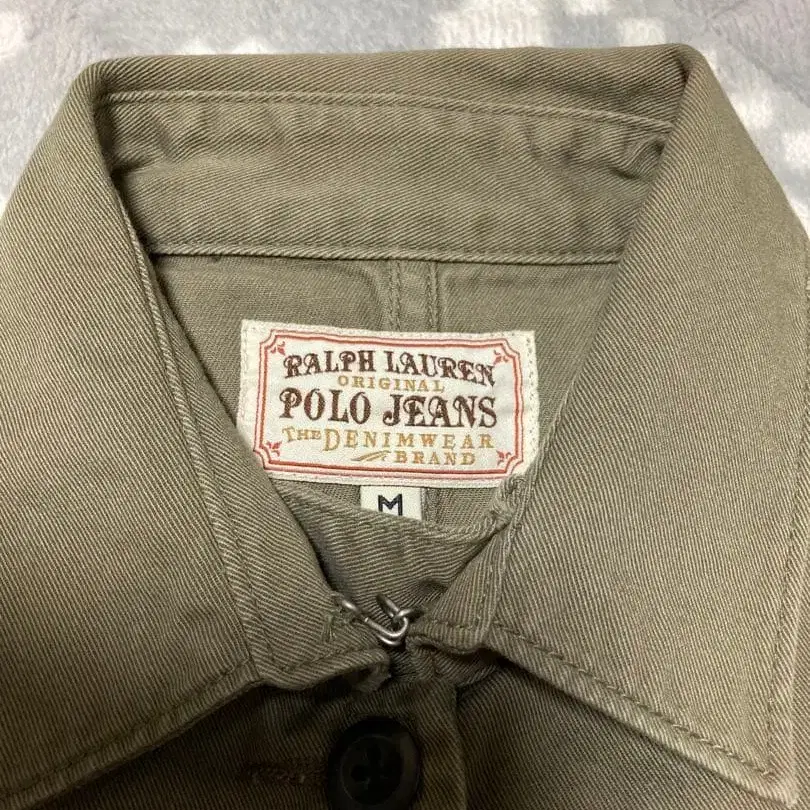 RALPH LAUREN
ORIGINAL
POLO JEANS
THE DENIMWEAR
BRAND
M